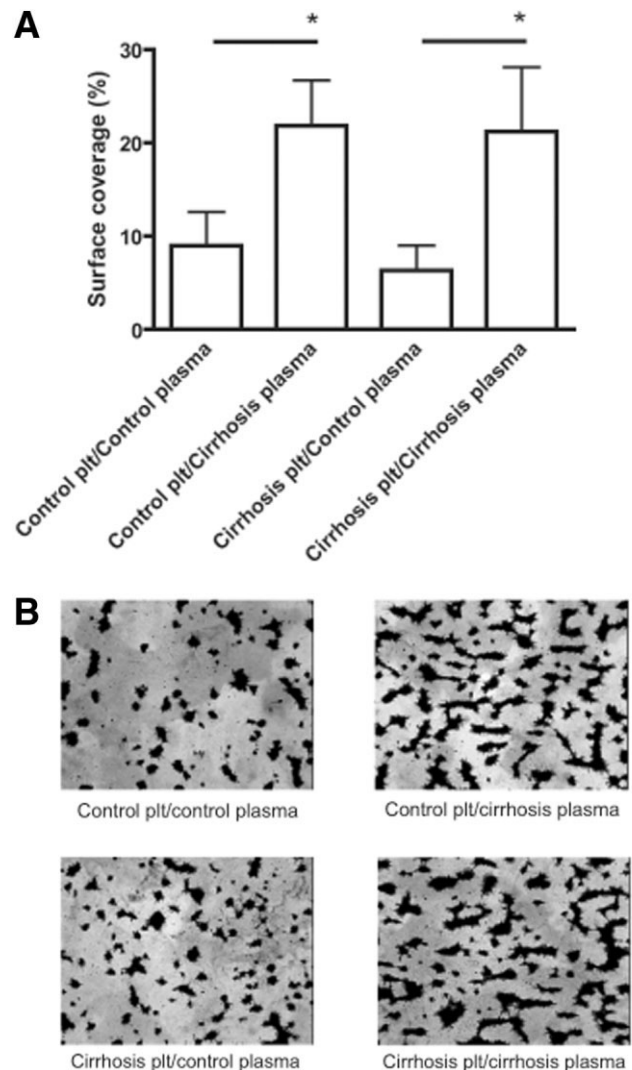 A
* *
30
20
10
0
Surface coverage (%)
Control plt/Control plasma
Control plt/Cirrhosis plasma
Cirrhosis plt/Control plasma
Cirrhosis plt/Cirrhosis plasma
B
Control plt/control plasma
Control plt/cirrhosis plasma
Cirrhosis plt/control plasma
Cirrhosis plt/cirrhosis plasma